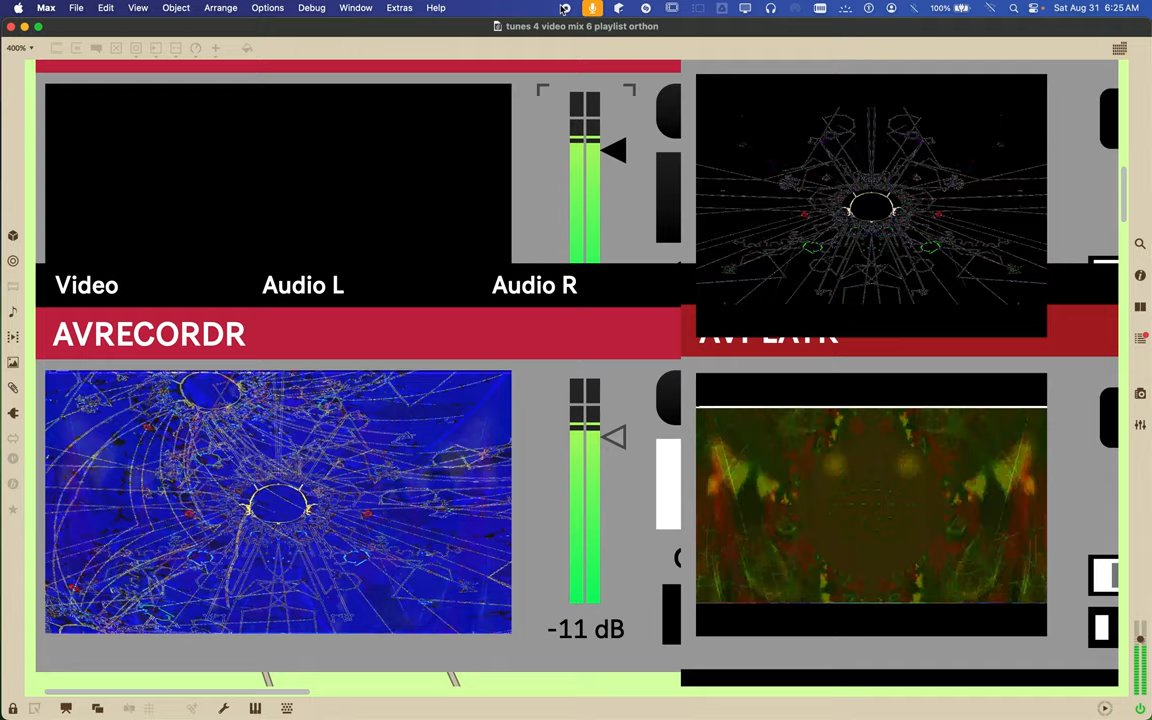 Max File Edit View Object Arrange Options Debug Window Extras Help 100% Sat Aug 31 6:25 AM
tunes 4 video mix 6 playlist orthon
400%
Video Audio L Audio R
AVRECORDR
-11 dB